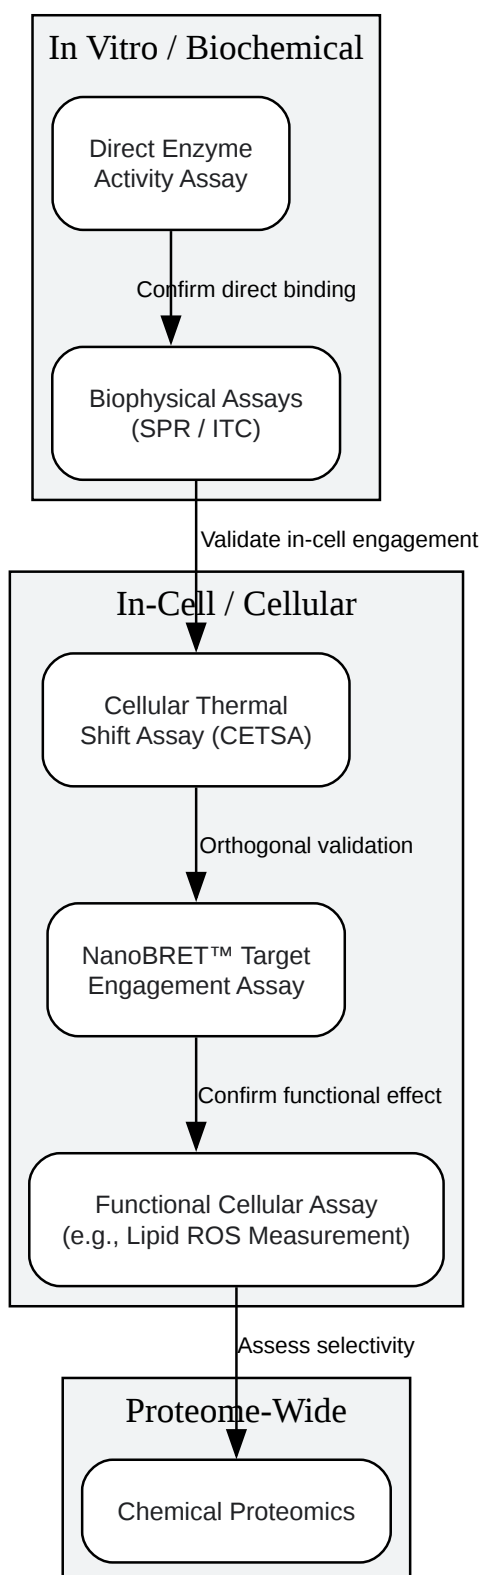 In Vitro / Biochemical
Direct Enzyme
Activity Assay
Confirm direct binding
Biophysical Assays
(SPR / ITC)
Validate in-cell engagement
In-Cell / Cellular
Cellular Thermal
Shift Assay (CETSA)
Orthogonal validation
NanoBRET™ Target
Engagement Assay
Confirm functional effect
Functional Cellular Assay
(e.g., Lipid ROS Measurement)
Assess selectivity
Proteome-Wide
Chemical Proteomics